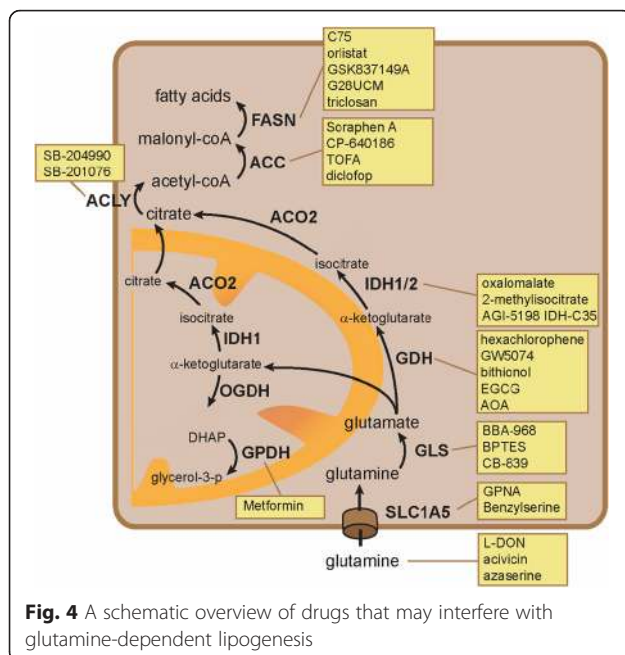 C75
orlistat
GSK837149A
G28UCM
triclosan
fatty acids
FASN
malonyl-coA
Soraphen A
CP-640186
TOFA
diclofop
ACC
SB-204990
SB-201076
acetyl-coA
ACLY
citrate
ACO2
isocitrate
citrate
ACO2
IDH1/2
oxalomalate
2-methylisocitrate
AGI-5198 IDH-C35
isocitrate
α-ketoglutarate
IDH1
hexachlorophene
GW5074
bithionol
EGCG
AOA
GDH
α-ketoglutarate
OGDH
glutamate
DHAP
GPDH
GLS
BBA-968
BPTES
CB-839
glycerol-3-p
glutamine
Metformin
SLC1A5
GPNA
Benzylserine
glutamine
L-DON
acivicin
azaserine
Fig. 4 A schematic overview of drugs that may interfere with
glutamine-dependent lipogenesis